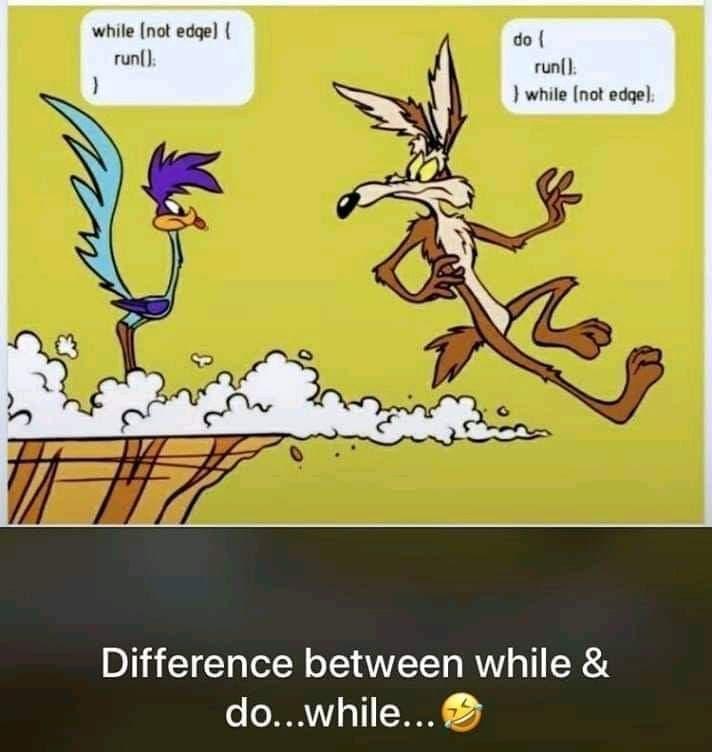 while (not edge) {
run();
}
do {
run();
} while (not edge);
Difference between while &
do...while...🤣